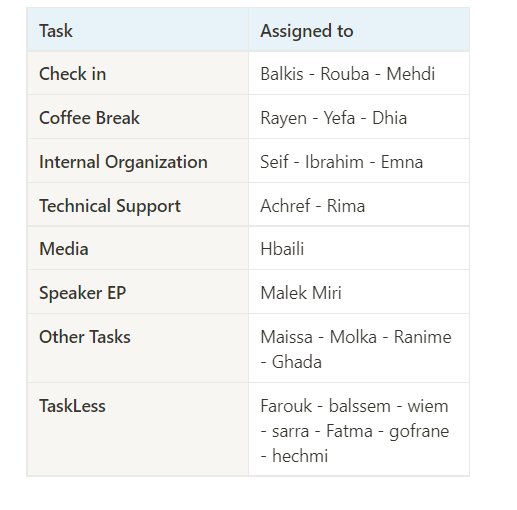 Task Assigned to
Check in Balkis - Rouba - Mehdi
Coffee Break Rayen - Yefa - Dhia
Internal Organization Seif - Ibrahim - Emna
Technical Support Achref - Rima
Media Hbaili
Speaker EP Malek Miri
Other Tasks Maissa - Molka - Ranime
- Ghada
TaskLess Farouk - balssem - wiem
- sarra - Fatma - gofrane
- hechmi